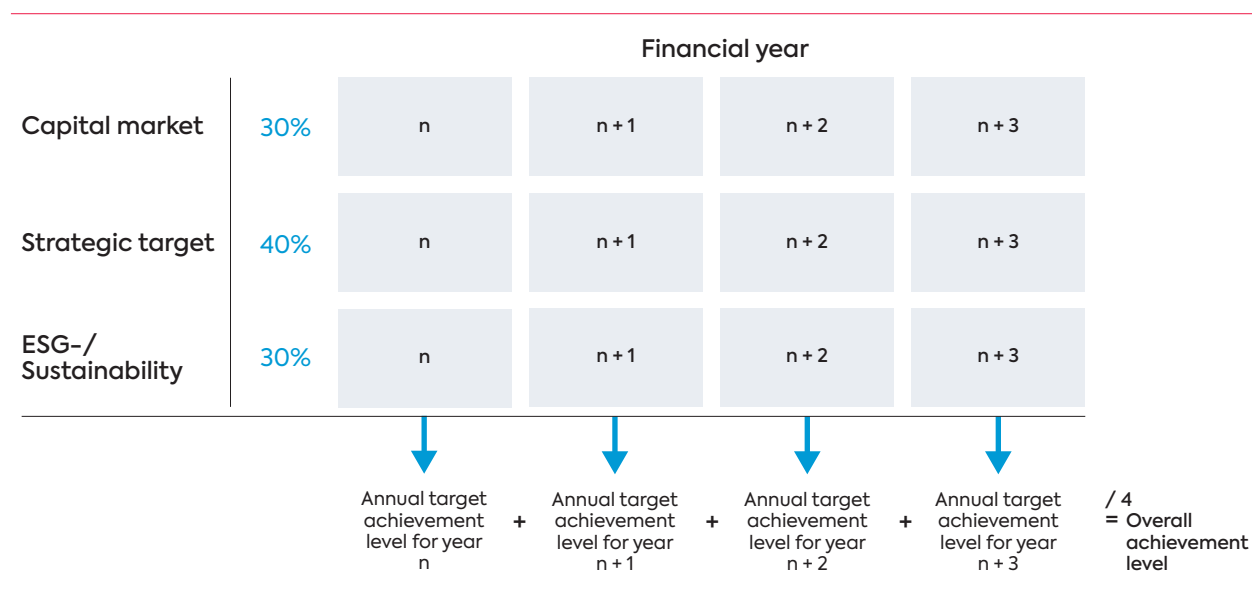 Financial year
Capital market 30% n n + 1 n + 2 n + 3
Strategic target 40% n n + 1 n + 2 n + 3
ESG-/
Sustainability 30% n n + 1 n + 2 n + 3
Annual target
achievement
level for year
n
+
Annual target
achievement
level for year
n + 1
+
Annual target
achievement
level for year
n + 2
+
Annual target
achievement
level for year
n + 3
/ 4
= Overall
achievement
level